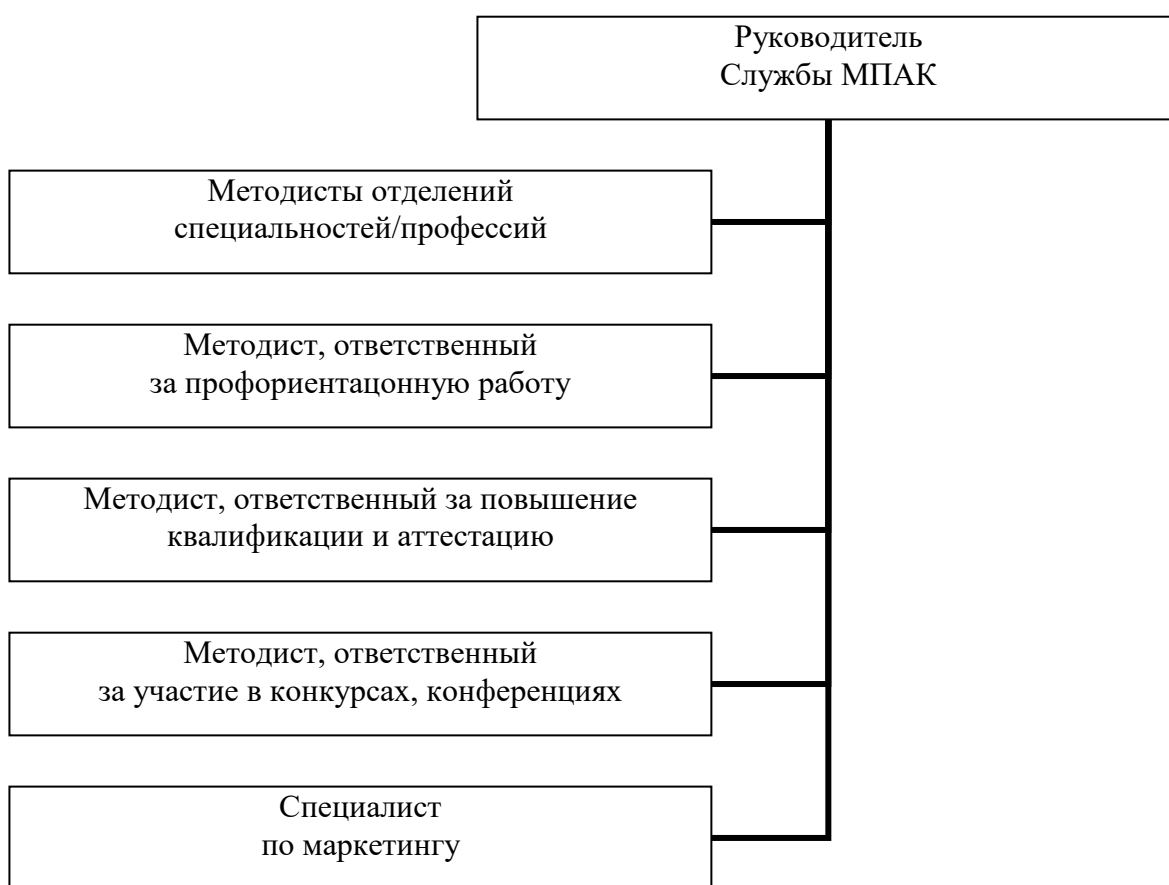 Руководитель
Службы МПАК
Методисты отделений
специальностей/профессий
Методист, ответственный
за профориентацонную работу
Методист, ответственный за повышение
квалификации и аттестацию
Методист, ответственный
за участие в конкурсах, конференциях
Специалист
по маркетингу